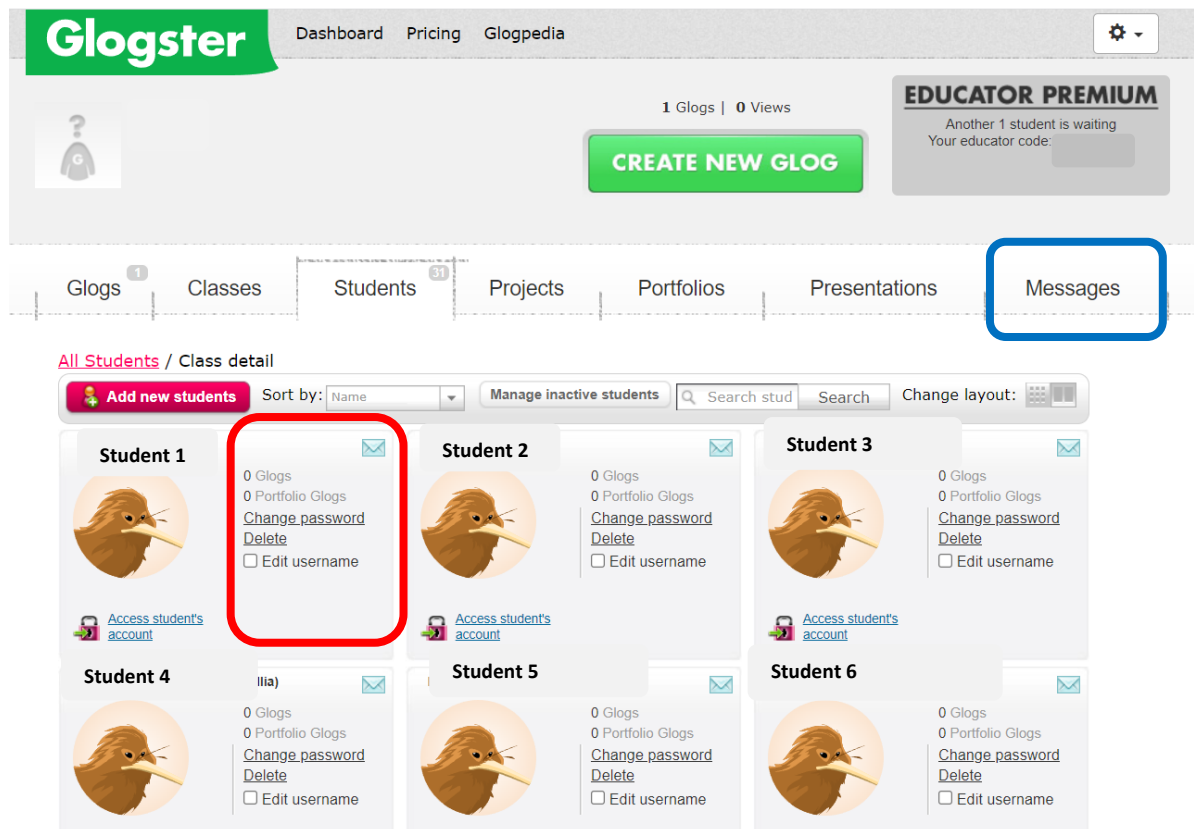 Glogster Dashboard Pricing Glogpedia
1 Glogs | 0 Views
CREATE NEW GLOG
EDUCATOR PREMIUM
Another 1 student is waiting
Your educator code:
? G
Glogs 1 Classes Students 31 Projects Portfolios Presentations Messages
All Students / Class detail
Add new students Sort by: Name Manage inactive students Search stud Search Change layout:
Student 1
0 Glogs
0 Portfolio Glogs
Change password
Delete
Edit username
Access student's
account
Student 2
0 Glogs
0 Portfolio Glogs
Change password
Delete
Edit username
Access student's
account
Student 3
0 Glogs
0 Portfolio Glogs
Change password
Delete
Edit username
Access student's
account
Student 4 llia)
0 Glogs
0 Portfolio Glogs
Change password
Delete
Edit username
Student 5
0 Glogs
0 Portfolio Glogs
Change password
Delete
Edit username
Student 6
0 Glogs
0 Portfolio Glogs
Change password
Delete
Edit username